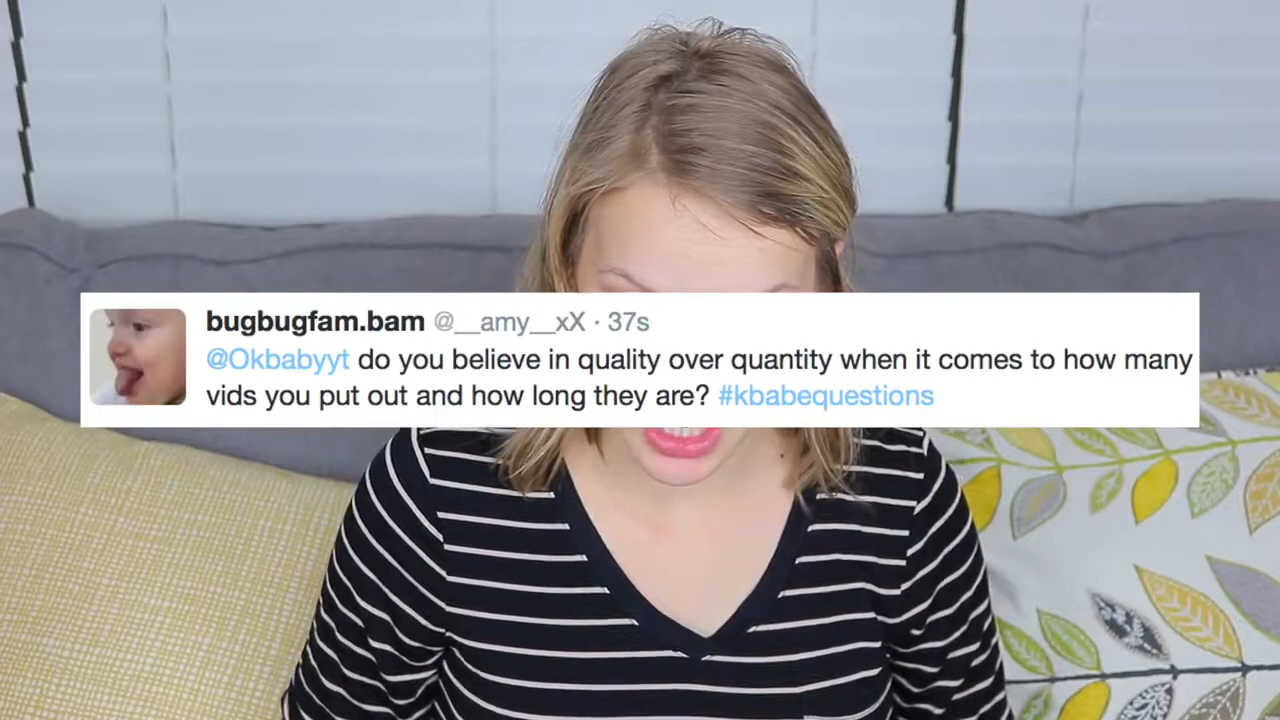 bugbugfam.bam @__amy__xX · 37s
@Okbabyyt do you believe in quality over quantity when it comes to how many
vids you put out and how long they are? #kbabequestions